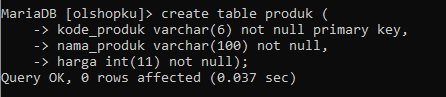 MariaDB [olshopku]> create table produk (
    -> kode_produk varchar(6) not null primary key,
    -> nama_produk varchar(100) not null,
    -> harga int(11) not null);
Query OK, 0 rows affected (0.037 sec)